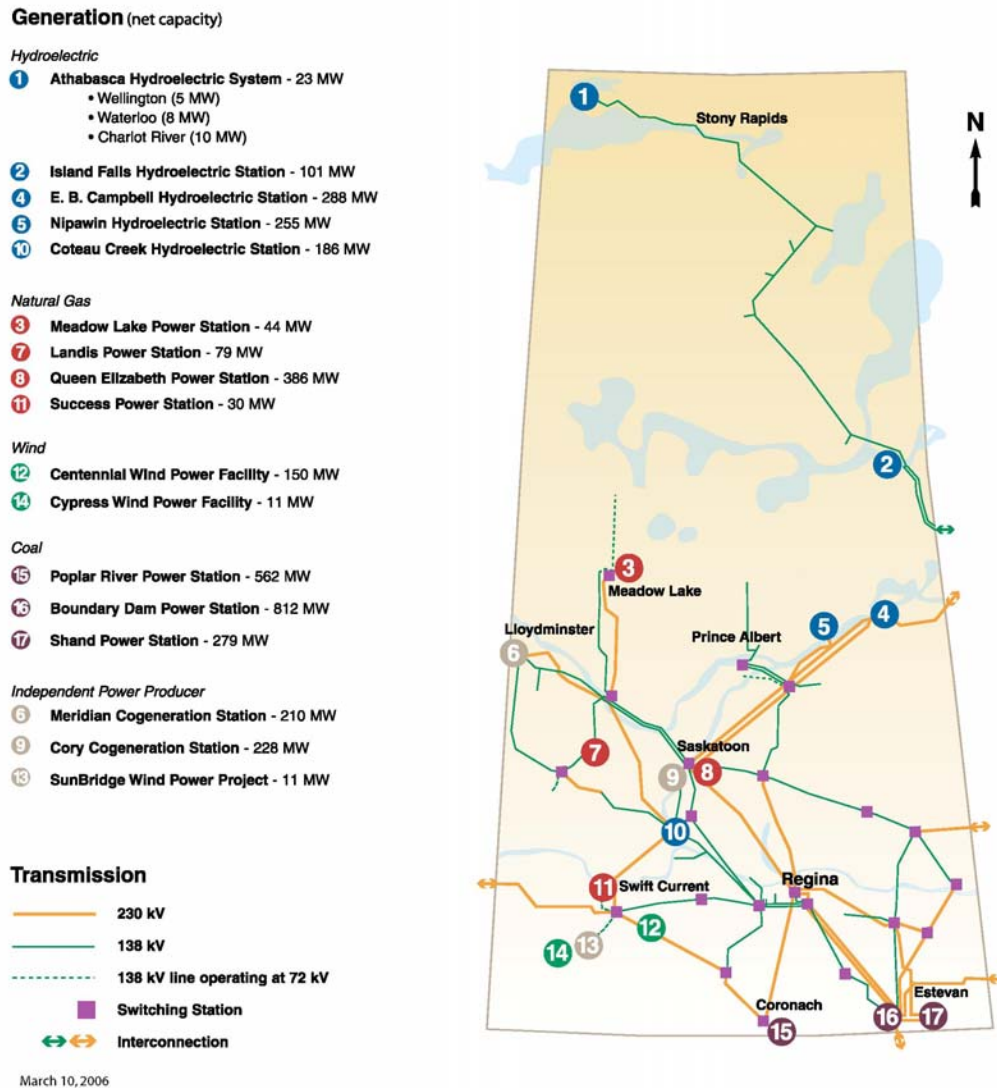 Generation (net capacity)
Hydroelectric
1 Athabasca Hydroelectric System - 23 MW
• Wellington (5 MW)
• Waterloo (8 MW)
• Charlot River (10 MW)
2 Island Falls Hydroelectric Station - 101 MW
4 E. B. Campbell Hydroelectric Station - 288 MW
5 Nipawin Hydroelectric Station - 255 MW
10 Coteau Creek Hydroelectric Station - 186 MW
Natural Gas
3 Meadow Lake Power Station - 44 MW
7 Landis Power Station - 79 MW
8 Queen Elizabeth Power Station - 386 MW
11 Success Power Station - 30 MW
Wind
12 Centennial Wind Power Facility - 150 MW
14 Cypress Wind Power Facility - 11 MW
Coal
15 Poplar River Power Station - 562 MW
16 Boundary Dam Power Station - 812 MW
17 Shand Power Station - 279 MW
Independent Power Producer
6 Meridian Cogeneration Station - 210 MW
9 Cory Cogeneration Station - 228 MW
13 SunBridge Wind Power Project - 11 MW
Transmission
230 kV
138 kV
138 kV line operating at 72 kV
Switching Station
Interconnection
March 10, 2006
1
Stony Rapids
N
2
3
Meadow Lake
4
5
Lloydminster
Prince Albert
6
7
Saskatoon
9
8
10
Regina
11
Swift Current
12
13
14
Coronach
15
Estevan
16
17